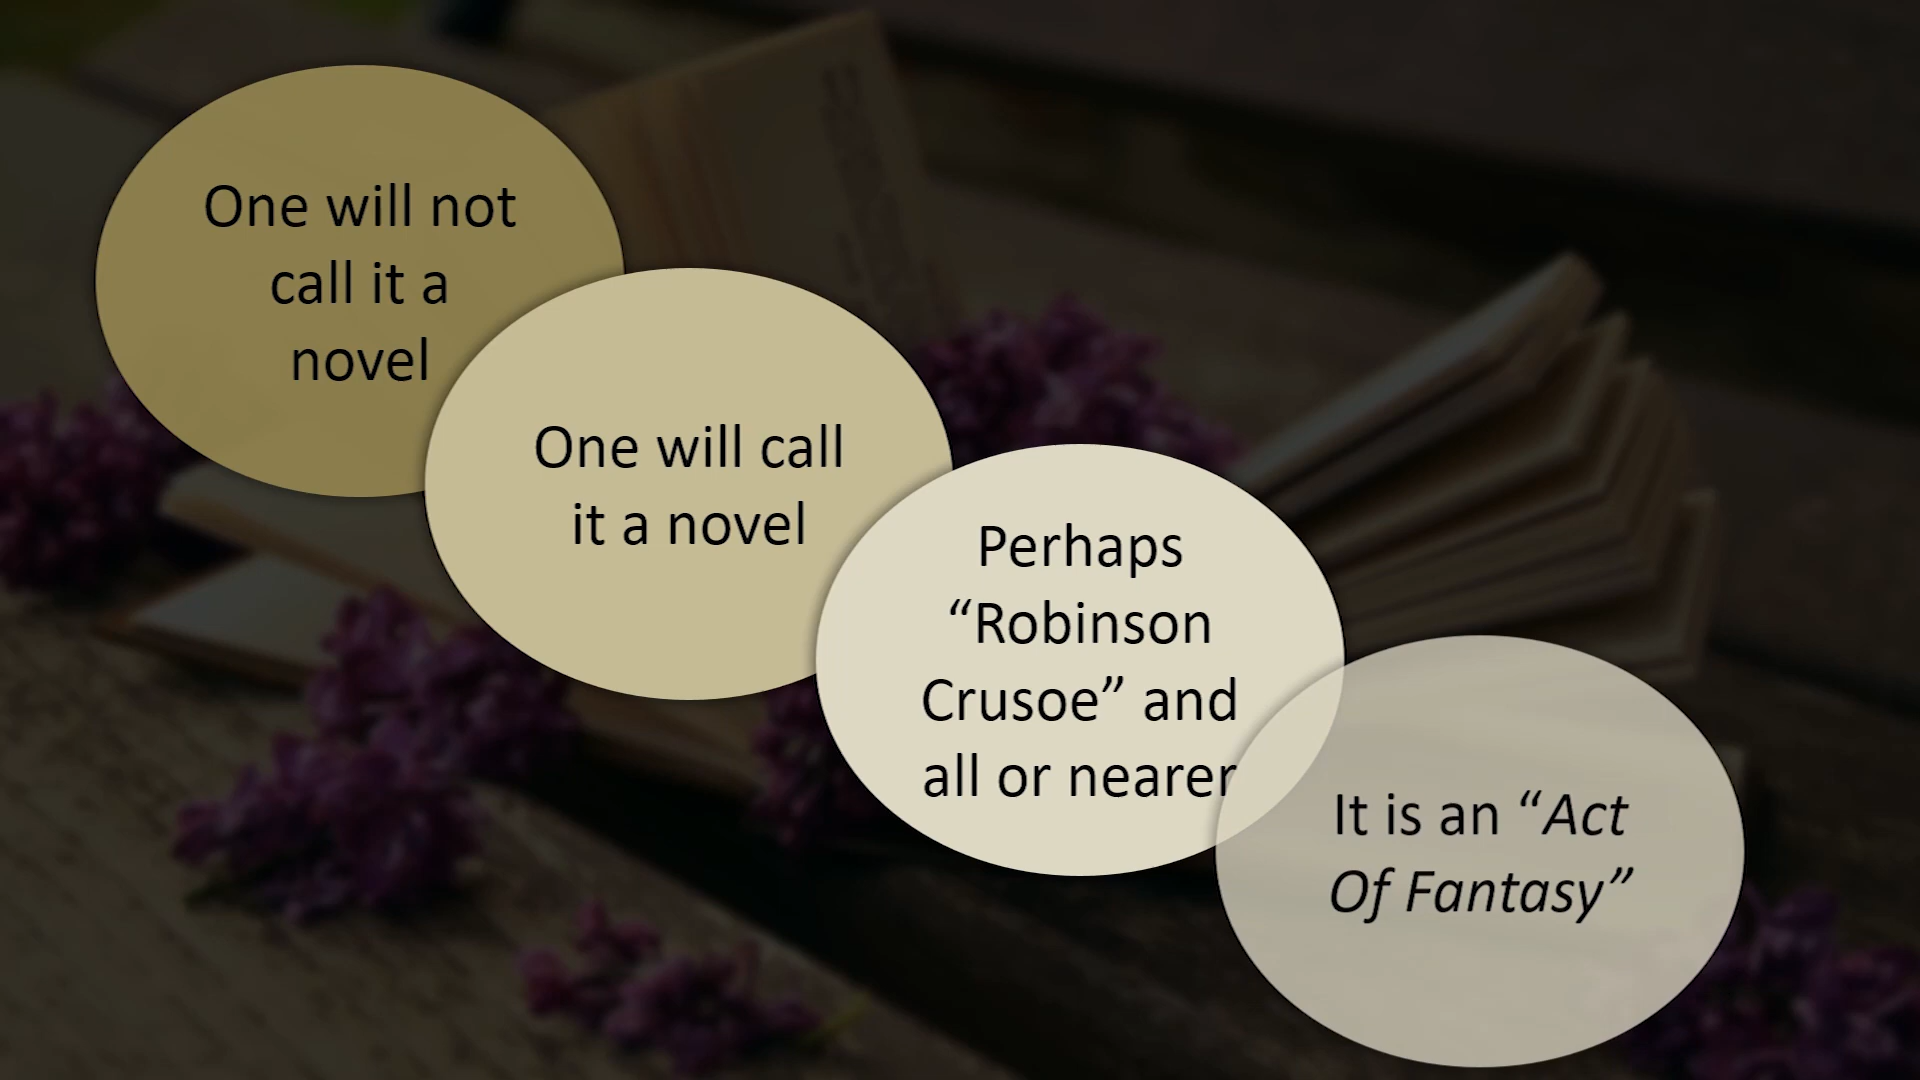 One will not
call it a
novel
One will call
it a novel
Perhaps
“Robinson
Crusoe” and
all or nearer
It is an “Act
Of Fantasy”